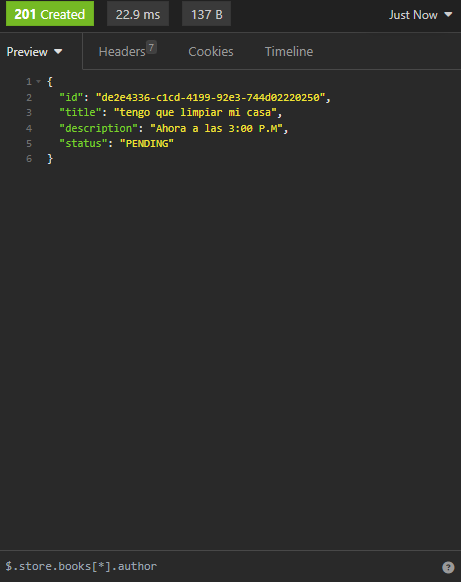 201 Created 22.9 ms 137 B Just Now
Preview Headers 7 Cookies Timeline
1 {
2 "id": "de2e4336-c1cd-4199-92e3-744d02220250",
3 "title": "tengo que limpiar mi casa",
4 "description": "Ahora a las 3:00 P.M",
5 "status": "PENDING"
6 }
$.store.books[*].author ?